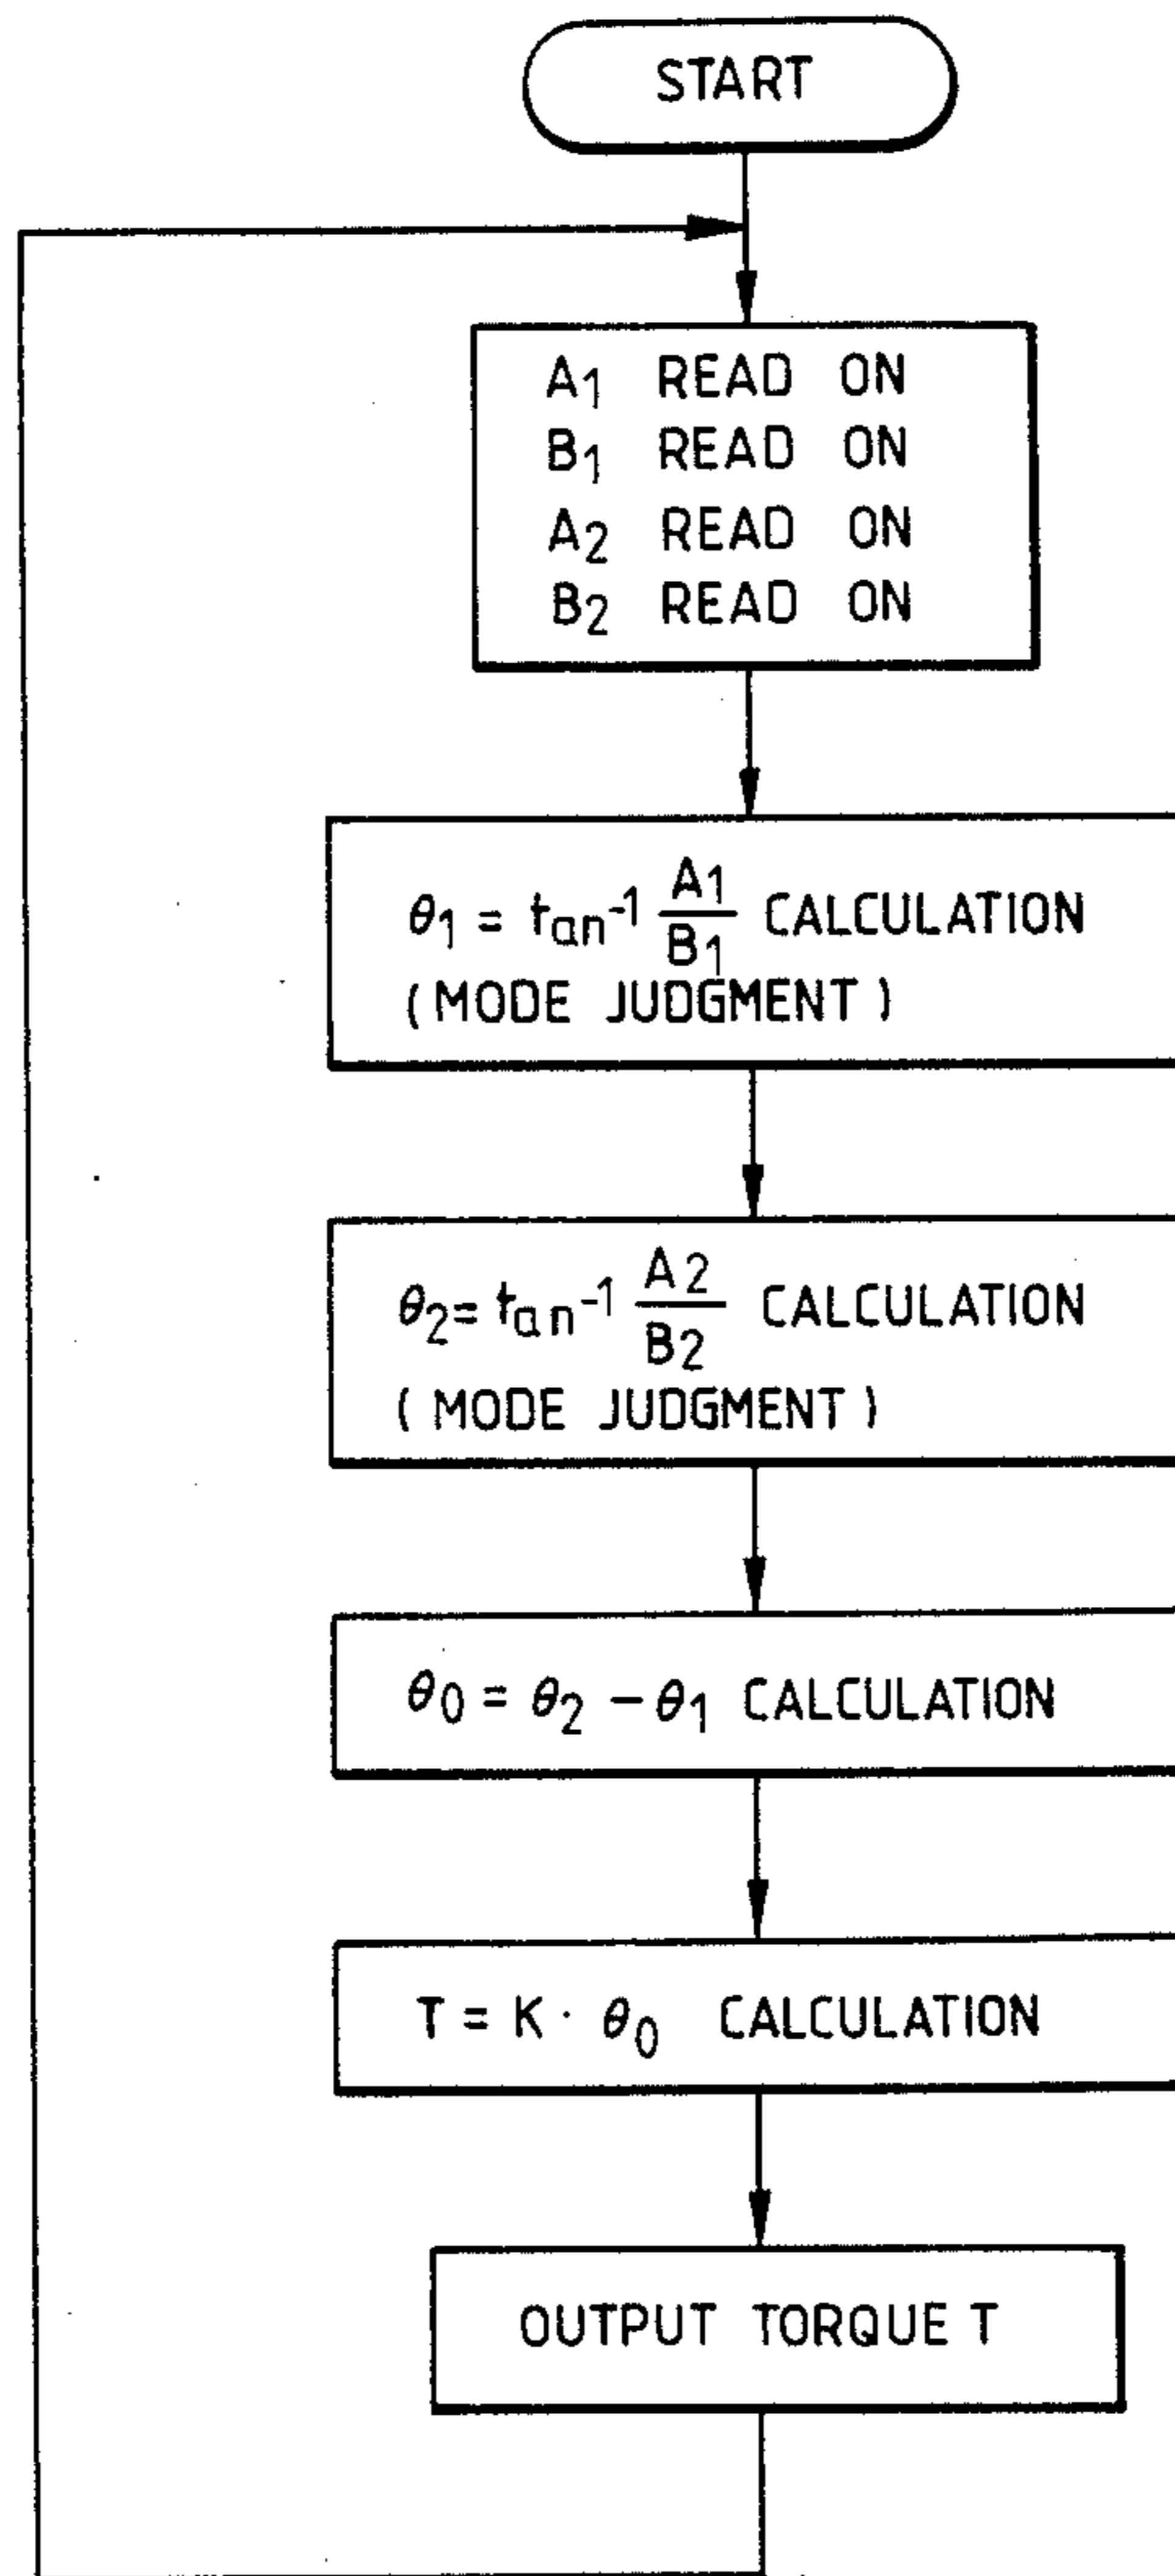 START
A1 READ ON
B1 READ ON
A2 READ ON
B2 READ ON
θ1 = tan-1 A1/B1 CALCULATION
( MODE JUDGMENT )
θ2 = tan-1 A2/B2 CALCULATION
( MODE JUDGMENT )
θ0 = θ2 - θ1 CALCULATION
T = K · θ0 CALCULATION
OUTPUT TORQUE T